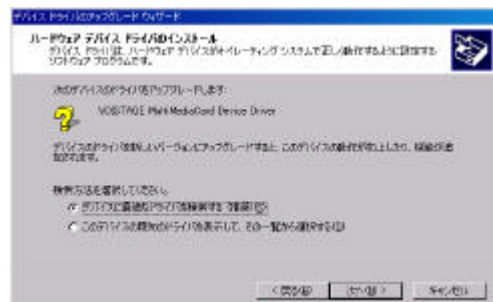 デバイス ドライバのアップグレード ウィザード
ハードウェア デバイス ドライバのインストール
デバイス ドライバは、ハードウェア デバイスがオペレーティング システムで正しく動作するように設定する
ソフトウェア プログラムです。
次のデバイスのドライバをアップグレードします:
MultiMediaCard Device Driver
デバイスのドライバを新しいバージョンにアップグレードすると、このデバイスの動作が向上したり、機能が追
加されます。
検索方法を選択してください。
デバイスに最適なドライバを検索する (推奨)(S)
このデバイスの既知のドライバを表示して、その一覧から選択する(D)
< 戻る(B)
次へ(N) >
キャンセル